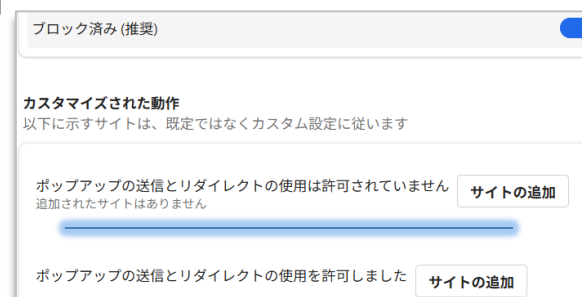 ブロック済み (推奨)
カスタマイズされた動作
以下に示すサイトは、既定ではなくカスタム設定に従います
ポップアップの送信とリダイレクトの使用は許可されていません
サイトの追加
追加されたサイトはありません
ポップアップの送信とリダイレクトの使用を許可しました
サイトの追加